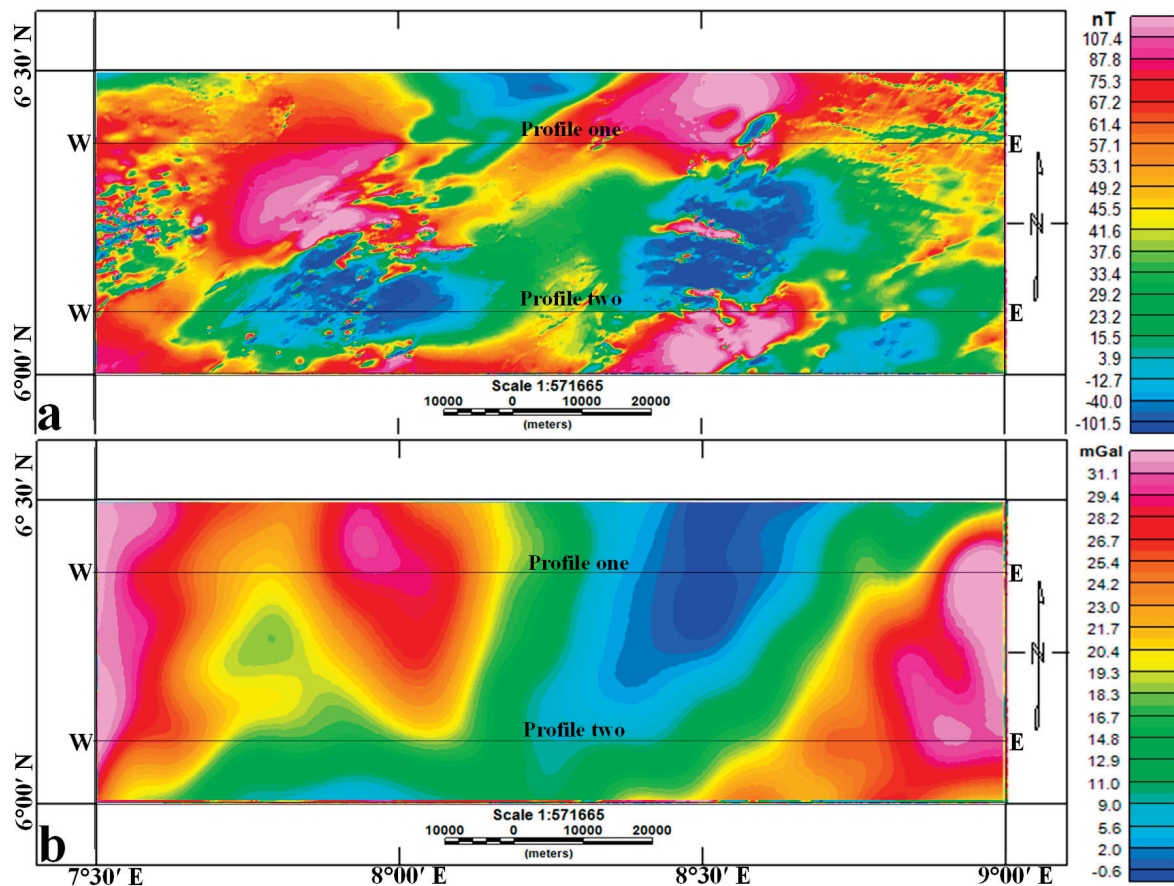 nT
107.4
87.8
75.3
67.2
61.4
57.1
53.1
49.2
45.5
41.6
37.6
33.4
29.2
23.2
15.5
3.9
-12.7
-40.0
-101.5
6° 30' N
Profile one
W
E
N
Profile two
W
E
6°00' N
Scale 1:571665
10000 0 10000 20000
(meters)
a
mGal
31.1
29.4
28.2
26.7
25.4
24.2
23.0
21.7
20.4
19.3
18.3
16.7
14.8
12.9
11.0
9.0
5.6
2.0
-0.6
6° 30' N
Profile one
W
E
N
Profile two
W
E
6°00' N
Scale 1:571665
10000 0 10000 20000
(meters)
b
7°30' E 8°00' E 8°30' E 9°00' E